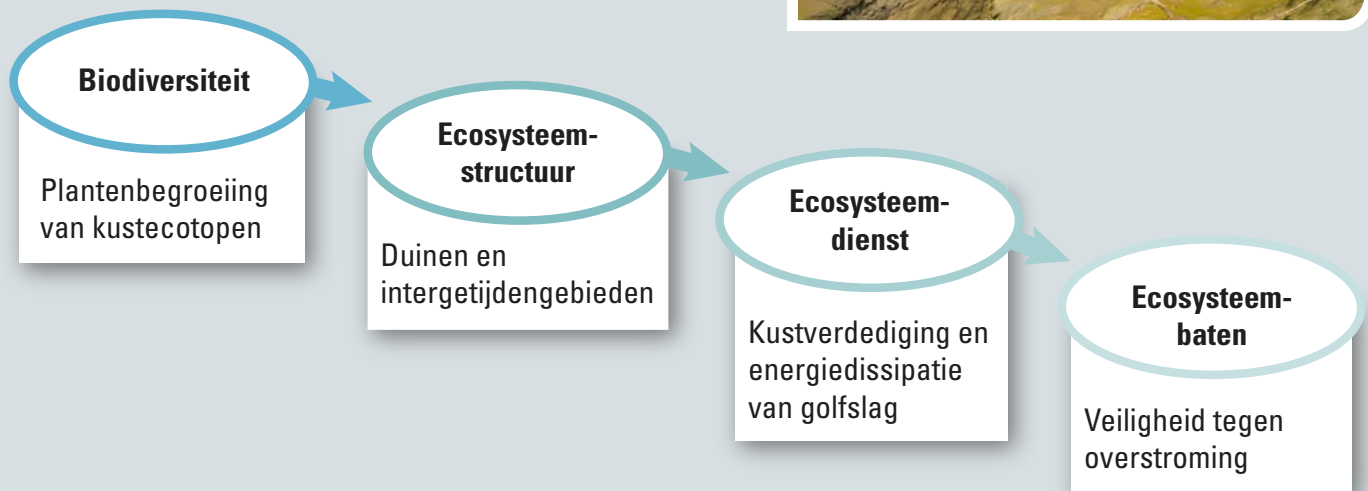 Biodiversiteit
Plantenbegroeiing
van kustecotopen
Ecosysteem-
structuur
Duinen en
intergetijdengebieden
Ecosysteem-
dienst
Kustverdediging en
energiedissipatie
van golfslag
Ecosysteem-
baten
Veiligheid tegen
overstroming